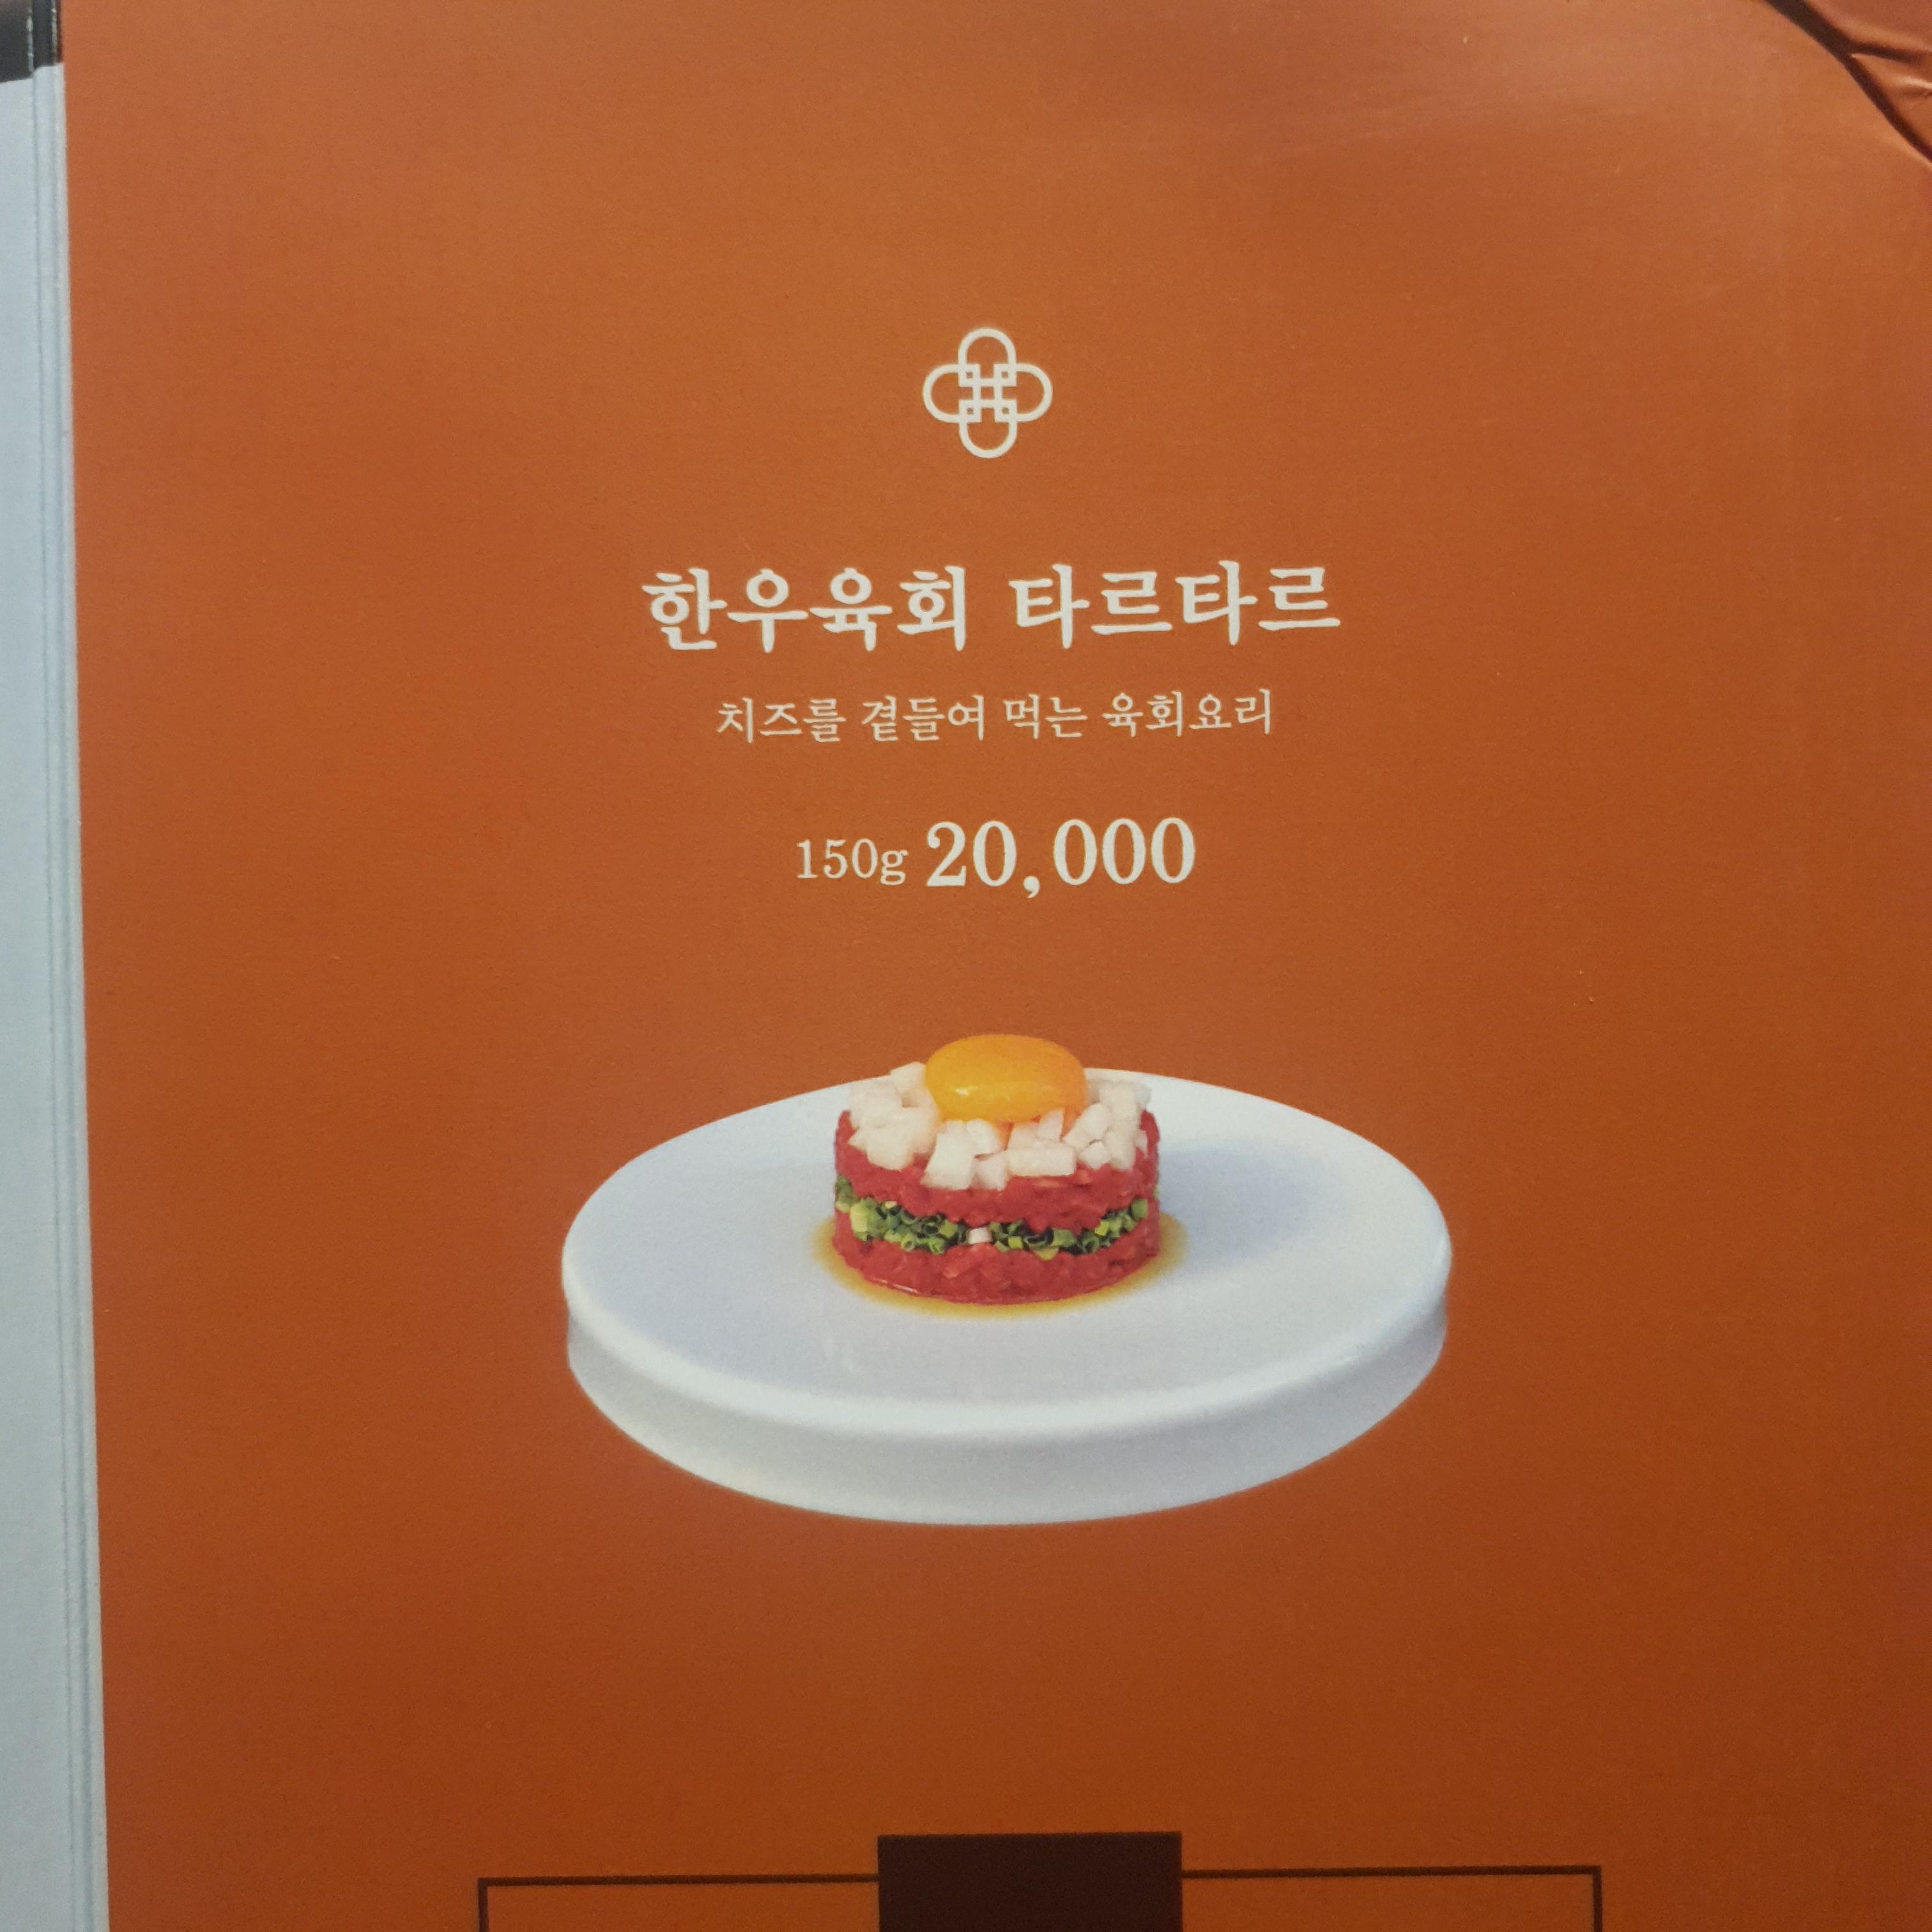 한우육회 타르타르
치즈를 곁들여 먹는 육회요리
150g 20,000